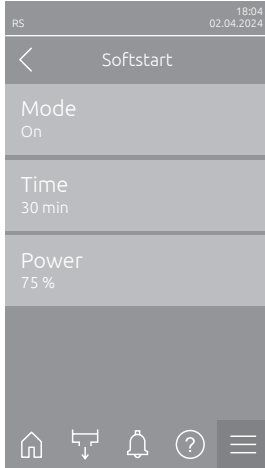 18:04
RS 02.04.2024
Softstart
Mode
On
Time
30 min
Power
75 %
?